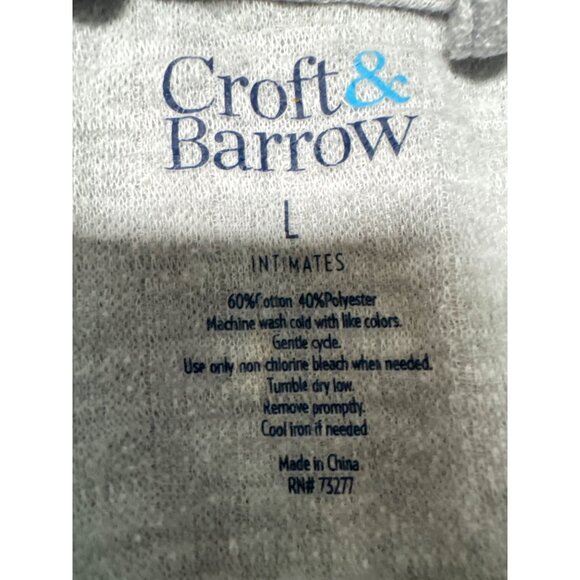 Croft&
Barrow
L
INTIMATES
60%Cotton 40%Polyester
Machine wash cold with like colors.
Gentle cycle.
Use only non chlorine bleach when needed.
Tumble dry low.
Remove promptly.
Cool iron if needed
Made in China
RN# 73277